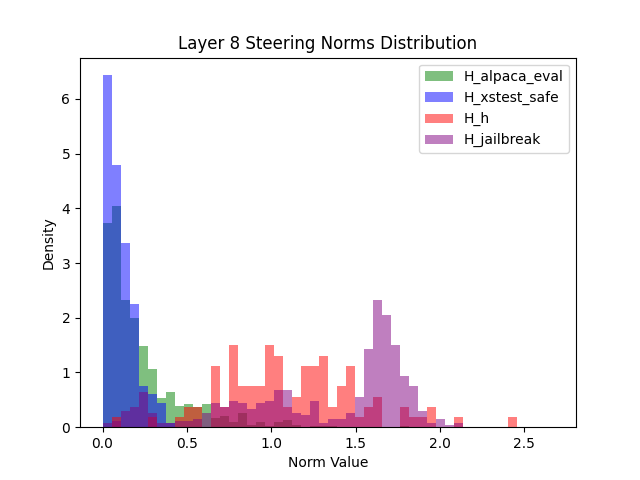 Layer 8 Steering Norms Distribution
H_alpaca_eval
H_xstest_safe
H_h
H_jailbreak
Density
6
5
4
3
2
1
0
0.0 0.5 1.0 1.5 2.0 2.5
Norm Value